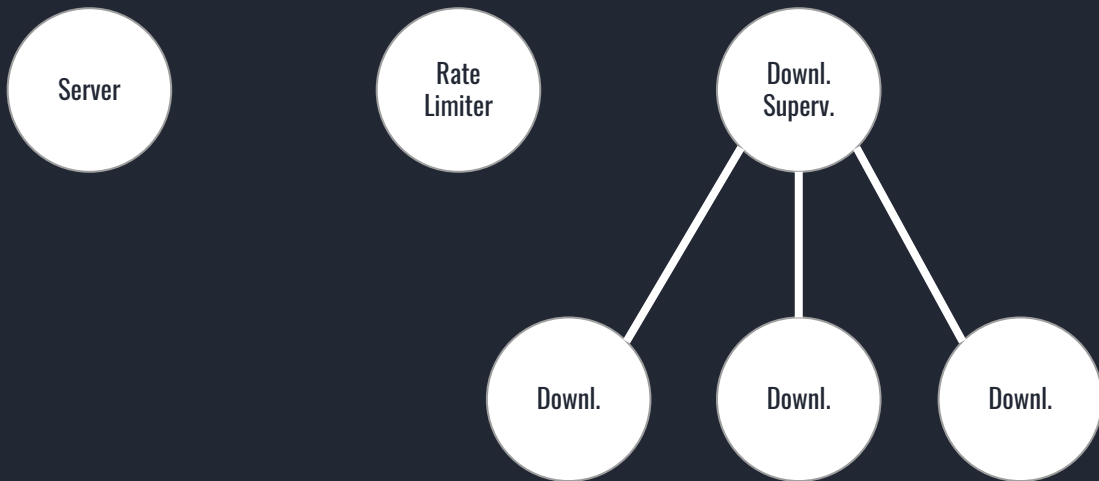 Server
Rate
Limiter
Downl.
Superv.
Downl.
Downl.
Downl.